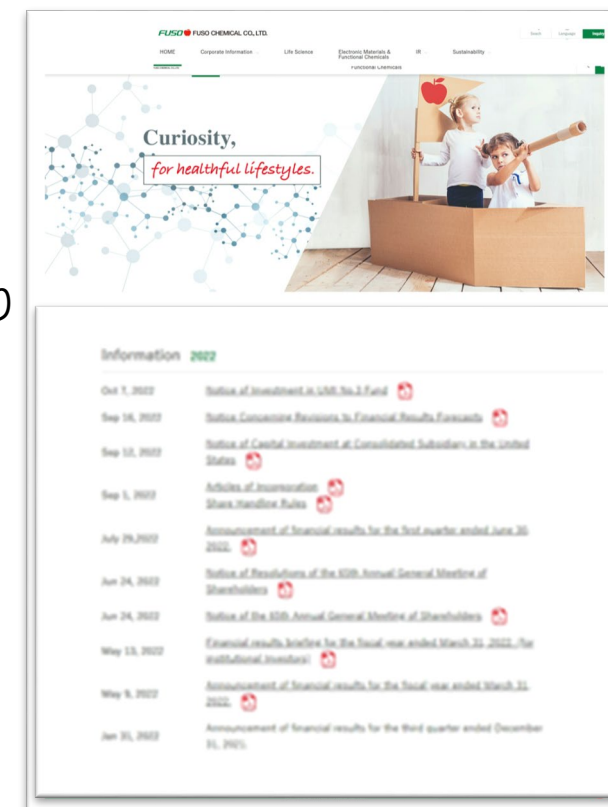 FUSO FUSO CHEMICAL CO., LTD.
Search Language Inquiry
HOME Corporate Information Life Science Electronic Materials & Functional Chemicals IR Sustainability
Functional Chemicals
Curiosity,
for healthful lifestyles.
Information 2022
Oct 7, 2022 Notice of Investment in UMI No.3 Fund
Sep 16, 2022 Notice Concerning Revisions to Financial Results Forecasts
Sep 12, 2022 Notice of Capital Investment at Consolidated Subsidiary in the United
States
Sep 1, 2022 Articles of Incorporation
Share Handling Rules
July 29,2022 Announcement of financial results for the first quarter ended June 30,
2022.
Jun 24, 2022 Notice of Resolutions of the 65th Annual General Meeting of
Shareholders
Jun 24, 2022 Notice of the 65th Annual General Meeting of Shareholders
May 13, 2022 Financial results briefing for the fiscal year ended March 31, 2022. (for
institutional investors)
May 9, 2022 Announcement of financial results for the fiscal year ended March 31,
2022.
Jan 31, 2022 Announcement of financial results for the third quarter ended December
31, 2021.